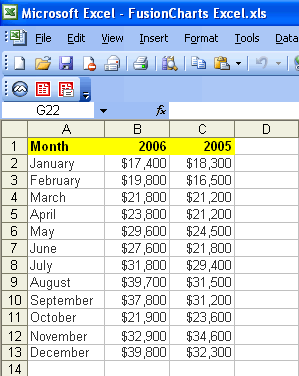 Microsoft Excel - FusionCharts Excel.xls
File Edit View Insert Format Tools Data
G22 fx
A B C D
1 Month 2006 2005
2 January $17,400 $18,300
3 February $19,800 $16,500
4 March $21,800 $21,200
5 April $23,800 $21,200
6 May $29,600 $24,500
7 June $27,600 $21,800
8 July $31,800 $29,400
9 August $39,700 $31,500
10 September $37,800 $31,200
11 October $21,900 $23,600
12 November $32,900 $34,600
13 December $39,800 $32,300
14